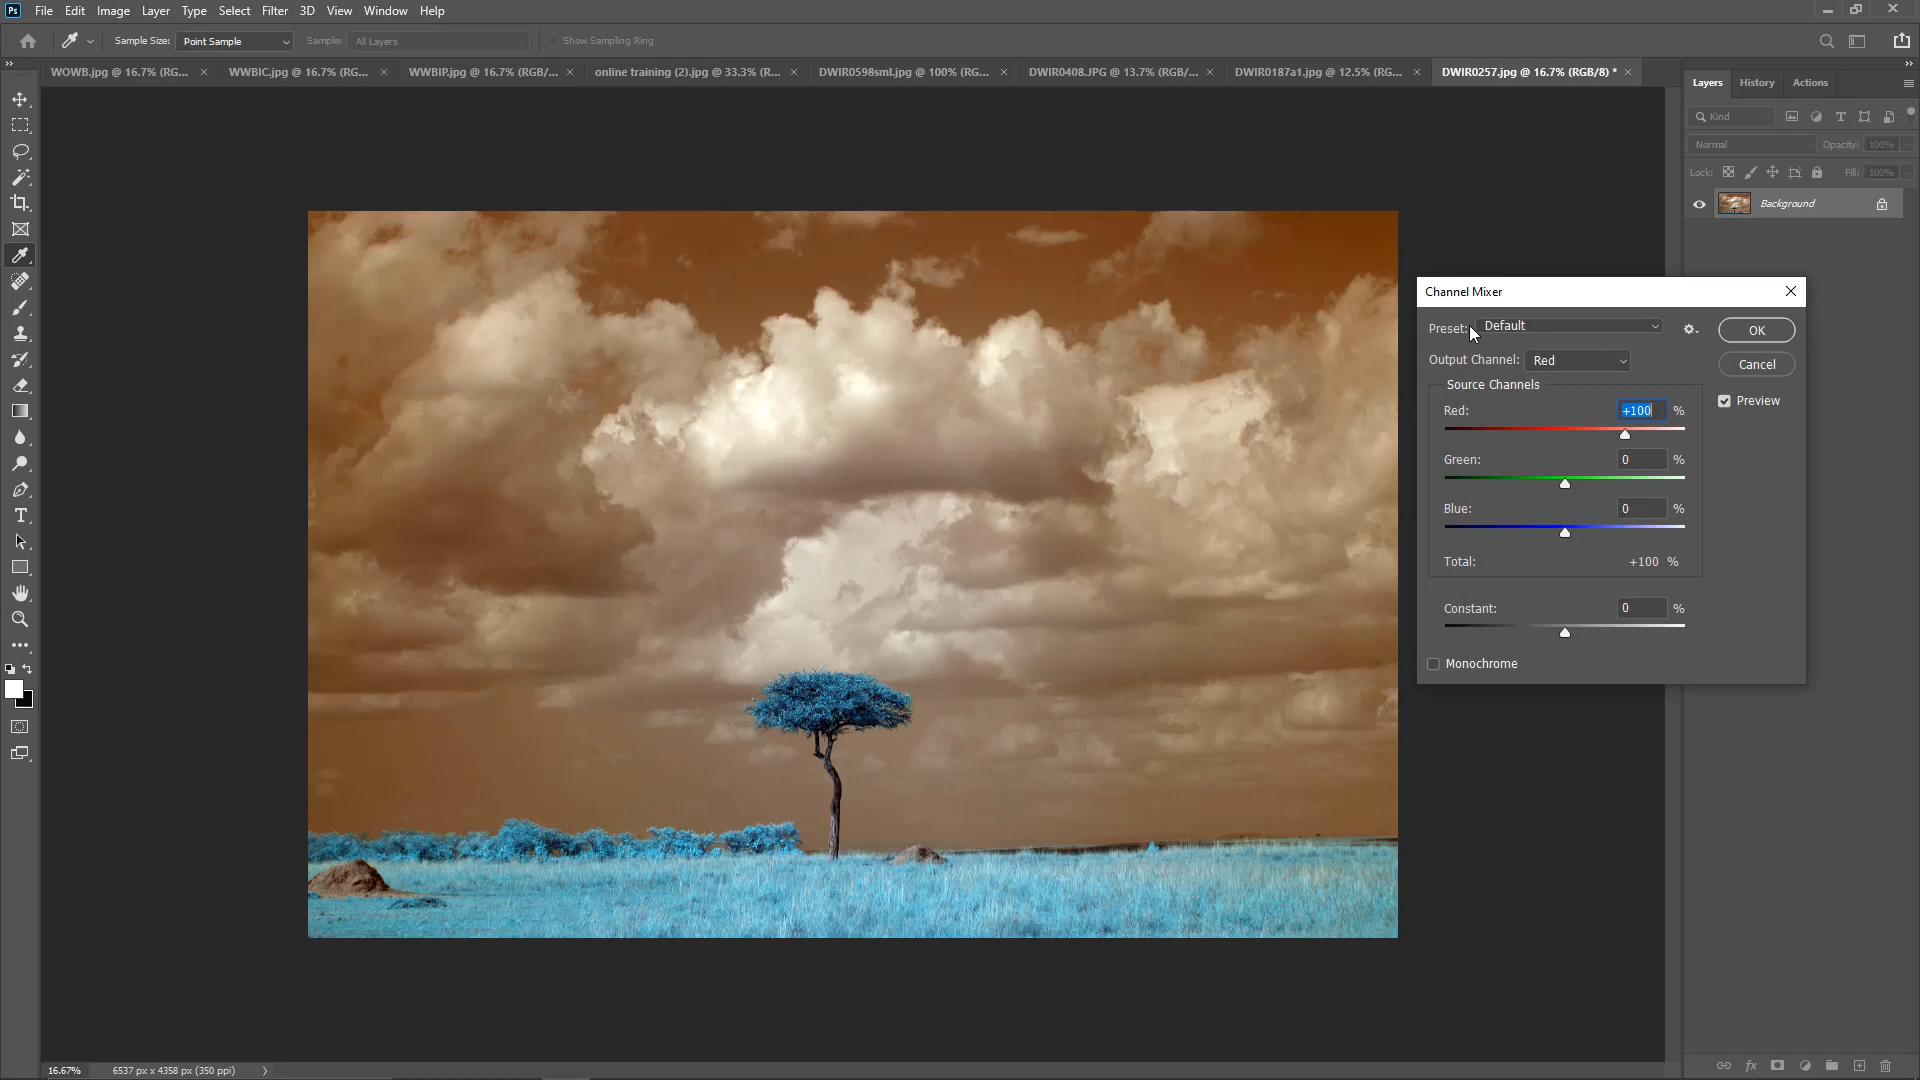 Ps File Edit Image Layer Type Select Filter 3D View Window Help
Sample Size: Point Sample Sample: All Layers Show Sampling Ring
WOWB.jpg @ 16.7% (RG... WWBIC.jpg @ 16.7% (RG... WWBIP.jpg @ 16.7% (RGB/... online training (2).jpg @ 33.3% (R... DWIR0598sml.jpg @ 100% (RG... DWIR0408.JPG @ 13.7% (RGB/... DWIR0187a1.jpg @ 12.5% (RG... DWIR0257.jpg @ 16.7% (RGB/8) *
Layers History Actions
Kind
Normal Opacity: 100%
Lock: Fill: 100%
Background
Channel Mixer
Preset: Default OK
Output Channel: Red Cancel
Source Channels
Preview
Red: +100 %
Green: 0 %
Blue: 0 %
Total: +100 %
Constant: 0 %
Monochrome
16.67% 6537 px x 4358 px (350 ppi)